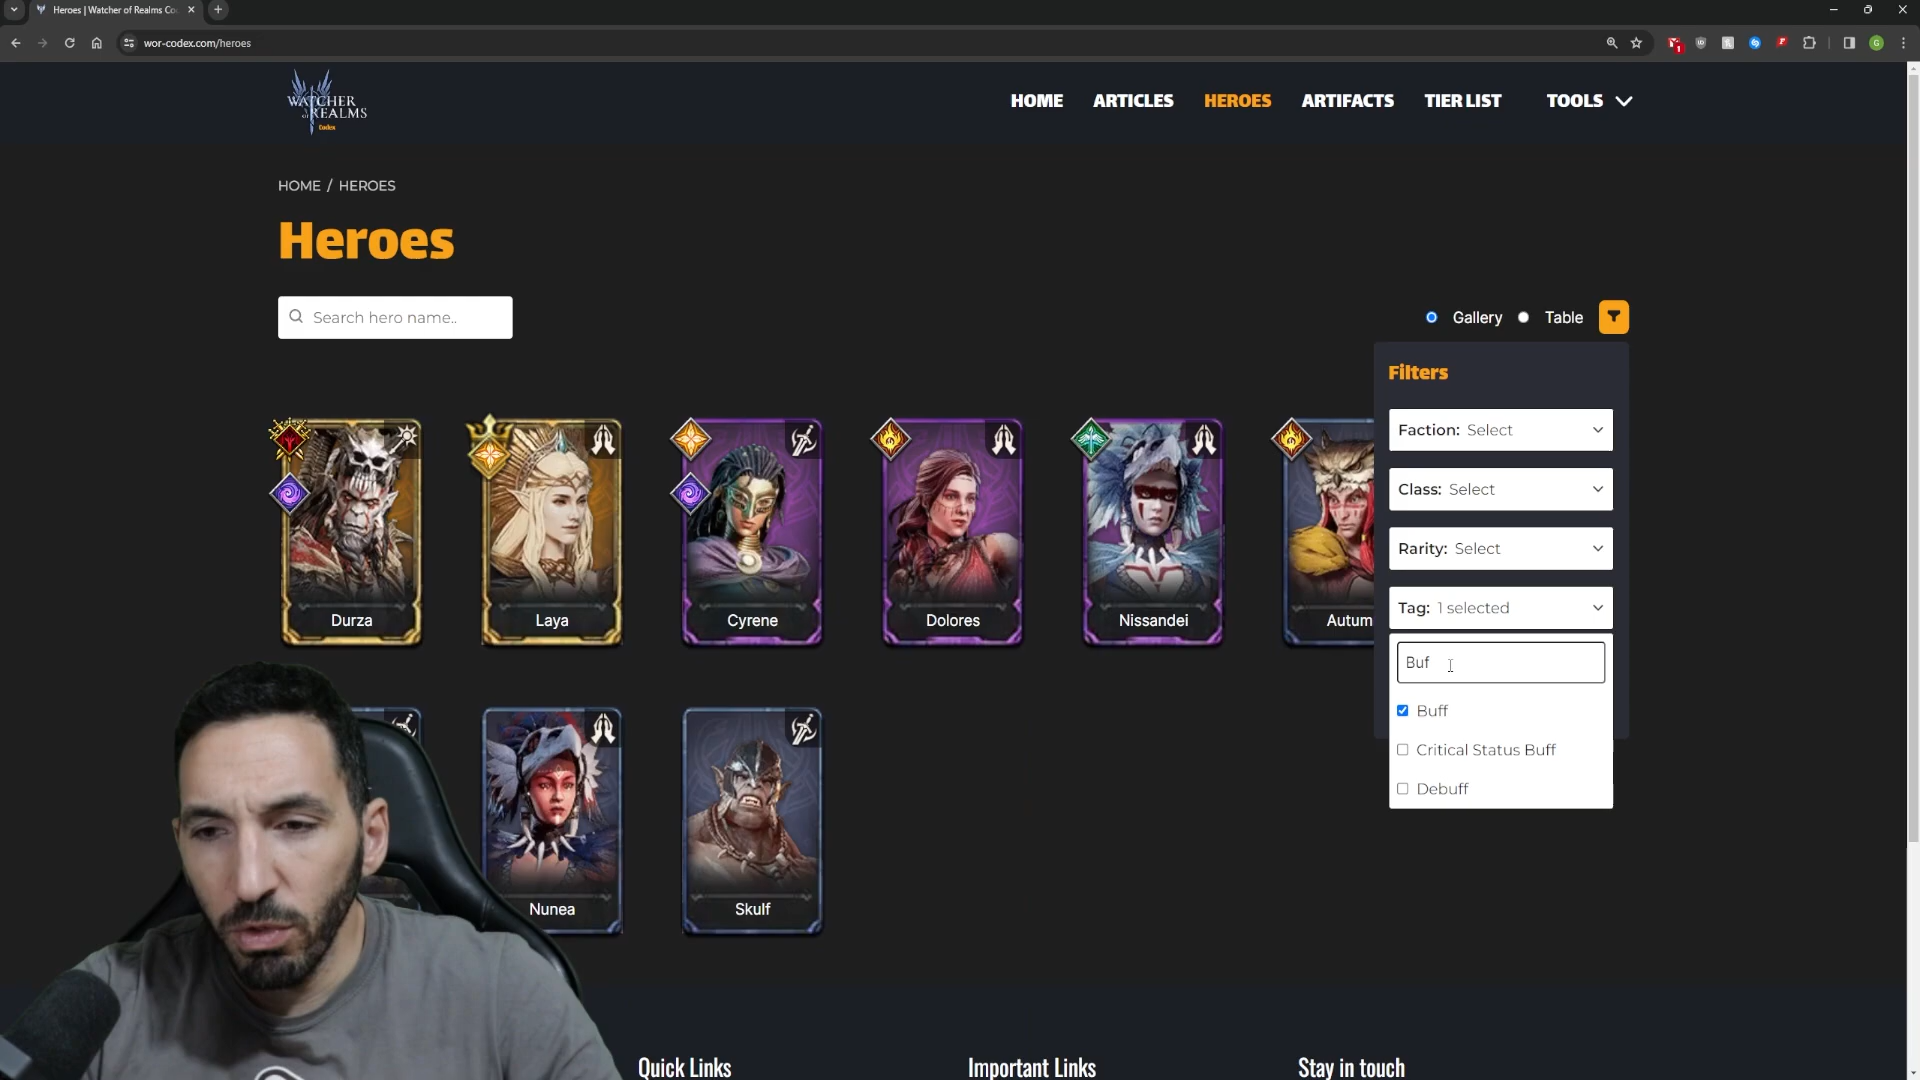 Heroes | Watcher of Realms Co
wor-codex.com/heroes
1
G
WATCHER
OF REALMS
Codex
HOME
ARTICLES
HEROES
ARTIFACTS
TIER LIST
TOOLS
HOME / HEROES
Heroes
Search hero name..
Gallery
Table
Filters
Faction: Select
Class: Select
Rarity: Select
Tag: 1 selected
Buf
Buff
Critical Status Buff
Debuff
Durza
Laya
Cyrene
Dolores
Nissandei
Autum
Nunea
Skulf
Quick Links
Important Links
Stay in touch